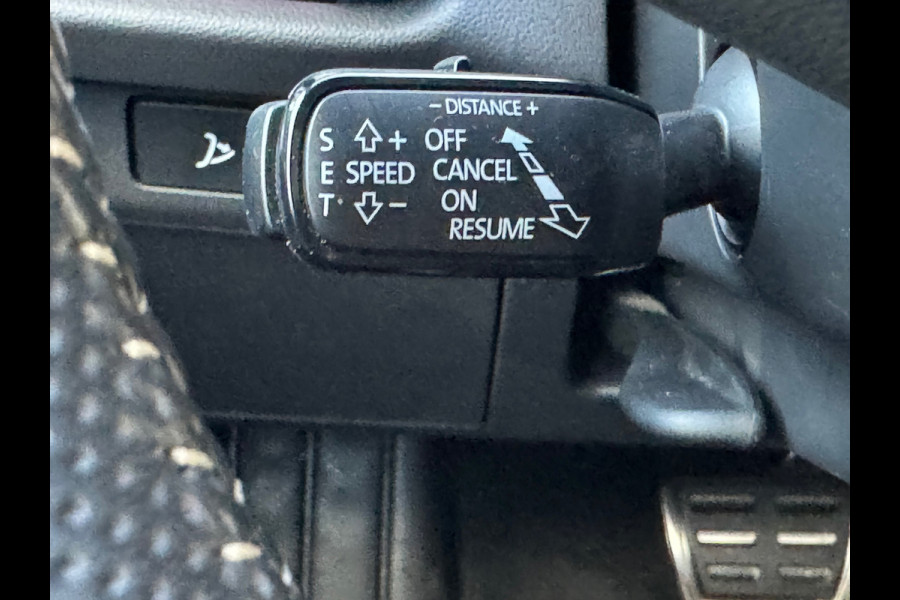 − DISTANCE +
S + OFF
E SPEED CANCEL
T − ON
RESUME